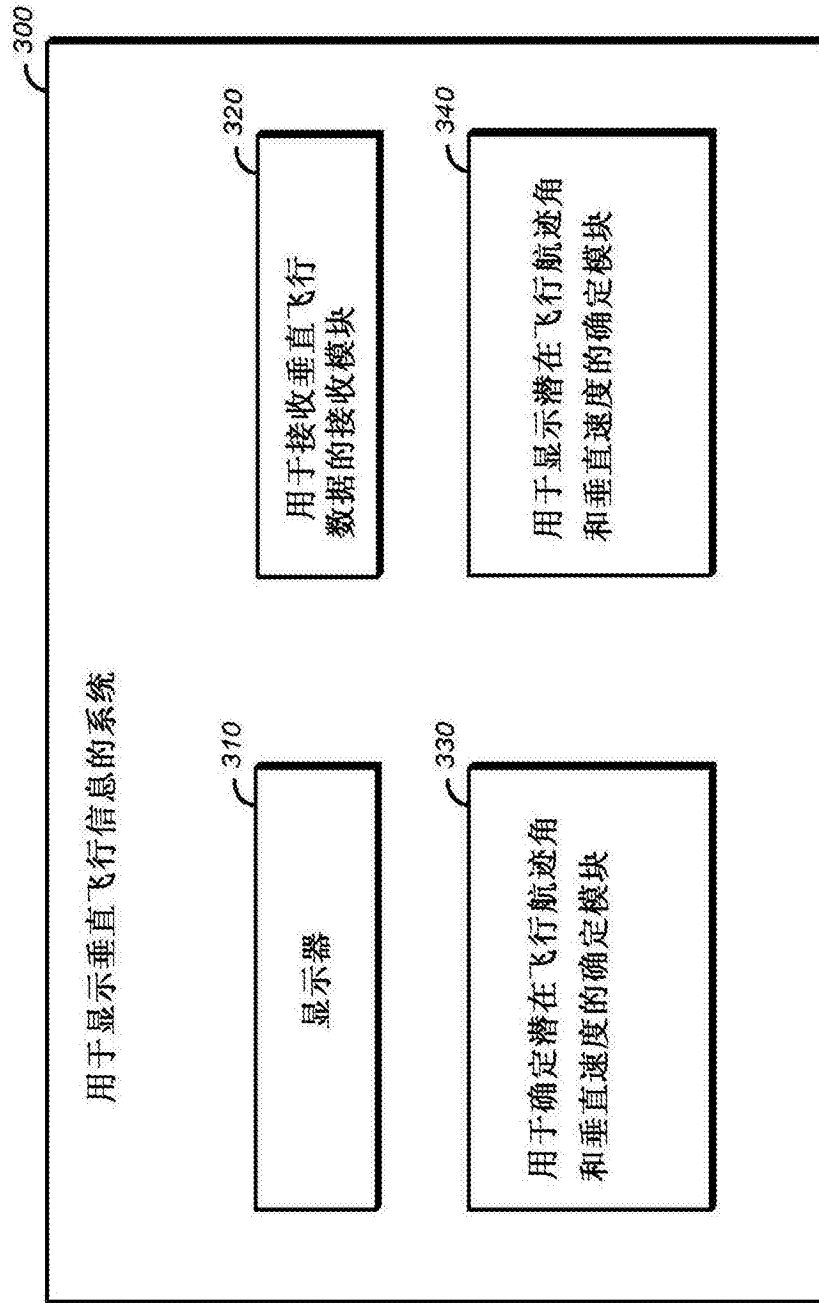 300
用于显示垂直飞行信息的系统
310
显示器
320
用于接收垂直飞行
数据的接收模块
330
用于确定潜在飞行航迹角
和垂直速度的确定模块
340
用于显示潜在飞行航迹角
和垂直速度的确定模块